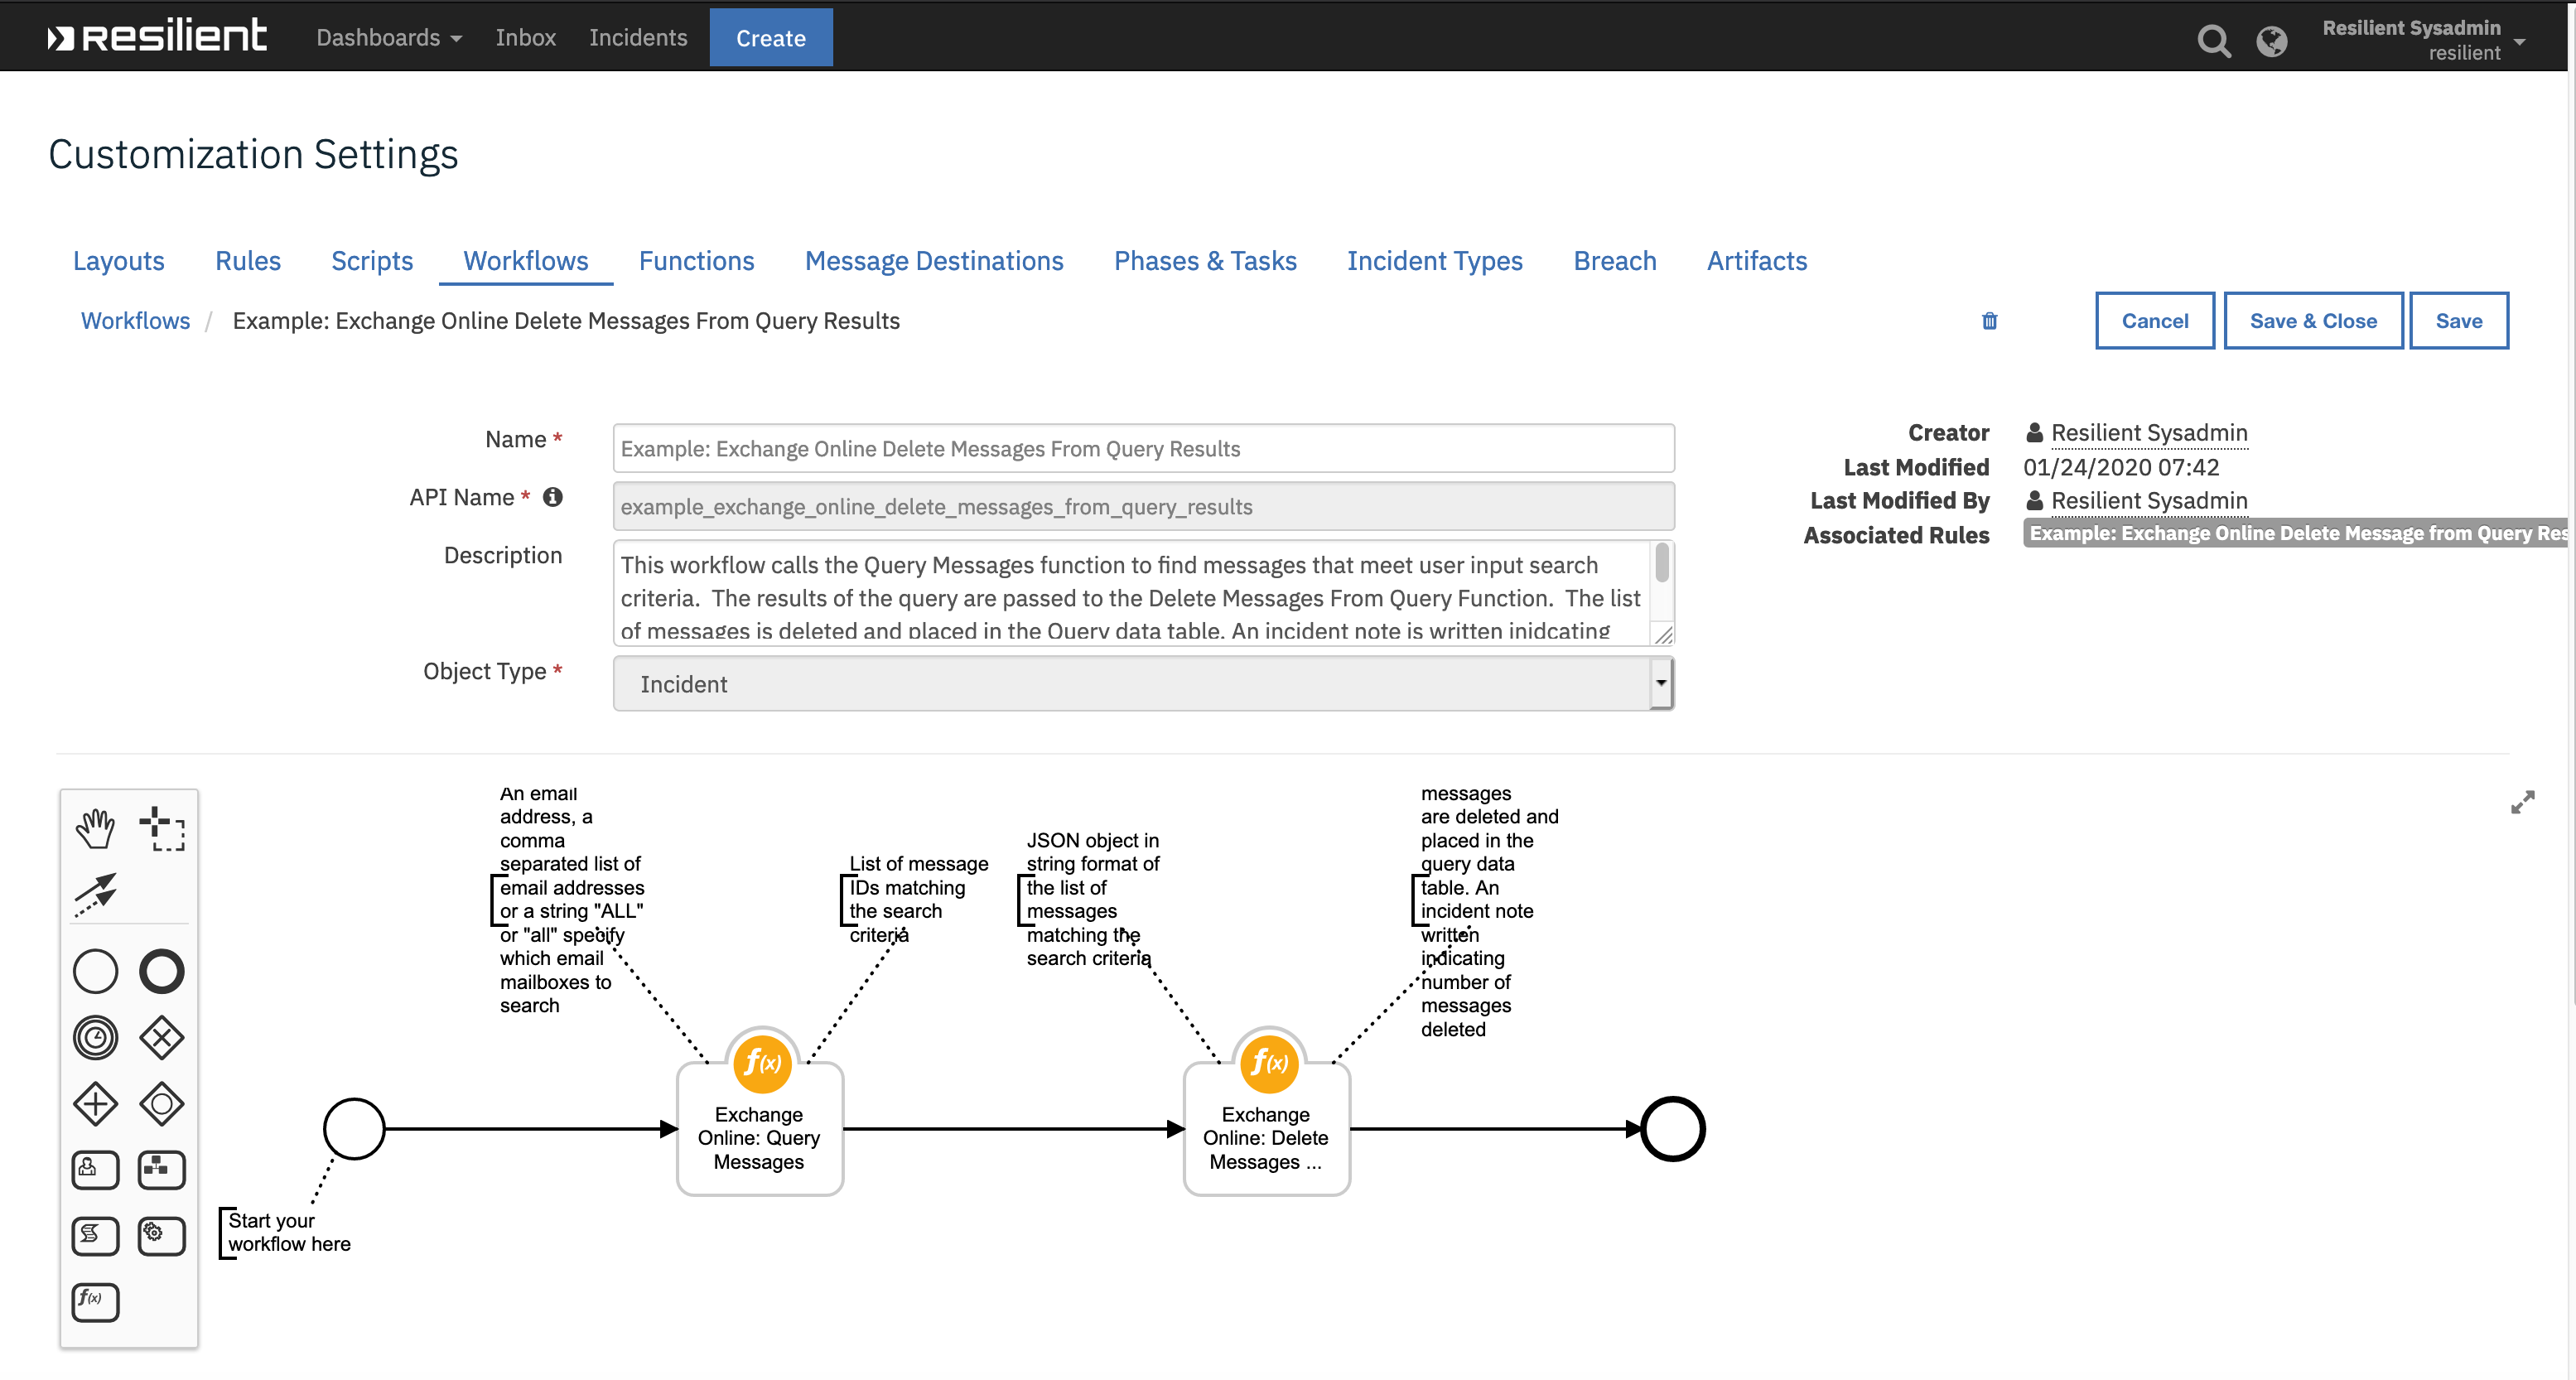 Resilient
Dashboards
Inbox
Incidents
Create
Resilient Sysadmin
resilient
Customization Settings
Layouts
Rules
Scripts
Workflows
Functions
Message Destinations
Phases & Tasks
Incident Types
Breach
Artifacts
Workflows / Example: Exchange Online Delete Messages From Query Results
Cancel
Save & Close
Save
Name *
Example: Exchange Online Delete Messages From Query Results
API Name *
example_exchange_online_delete_messages_from_query_results
Description
This workflow calls the Query Messages function to find messages that meet user input search
criteria.  The results of the query are passed to the Delete Messages From Query Function.  The list
of messages is deleted and placed in the Query data table. An incident note is written inidcating
Object Type *
Incident
Creator
Resilient Sysadmin
Last Modified
01/24/2020 07:42
Last Modified By
Resilient Sysadmin
Associated Rules
Example: Exchange Online Delete Message from Query Res
An email
address, a
comma
separated list of
email addresses
or a string "ALL"
or "all" specify
which email
mailboxes to
search
List of message
IDs matching
the search
criteria
JSON object in
string format of
the list of
messages
matching the
search criteria
messages
are deleted and
placed in the
query data
table. An
incident note
written
indicating
number of
messages
deleted
f(x)
Exchange
Online: Query
Messages
f(x)
Exchange
Online: Delete
Messages ...
Start your
workflow here
f(x)